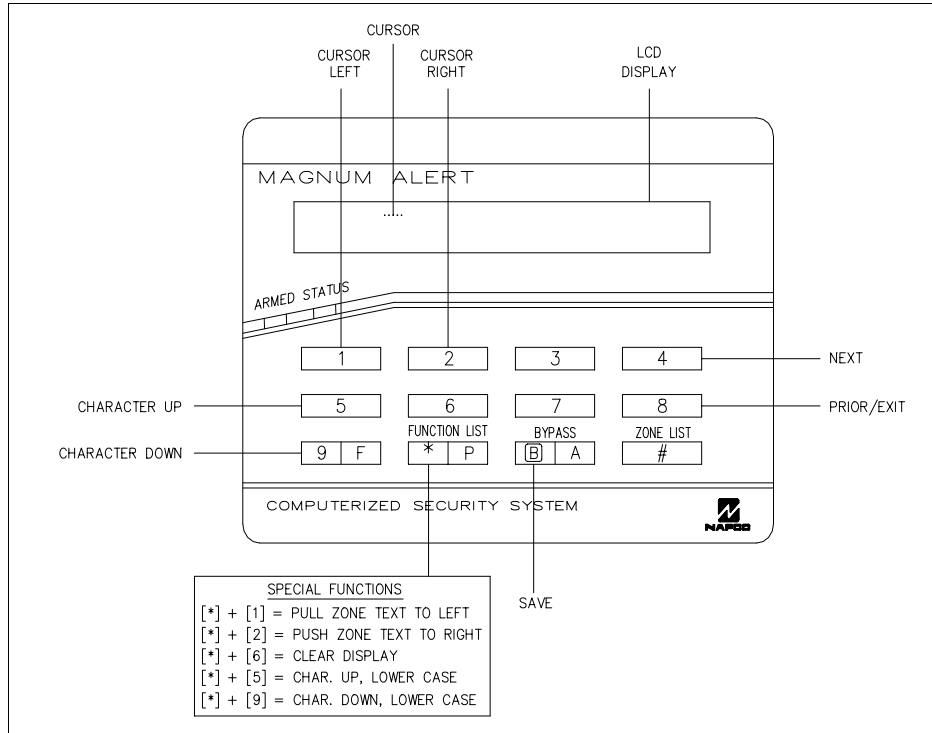 CURSOR
CURSOR LEFT
CURSOR RIGHT
LCD DISPLAY
MAGNUM ALERT
.....
ARMED STATUS
1 2 3 4
NEXT
CHARACTER UP
5 6 7 8
PRIOR/EXIT
FUNCTION LIST BYPASS ZONE LIST
CHARACTER DOWN
9 F * P B A #
COMPUTERIZED SECURITY SYSTEM
NAPCO
SAVE
SPECIAL FUNCTIONS
[*] + [1] = PULL ZONE TEXT TO LEFT
[*] + [2] = PUSH ZONE TEXT TO RIGHT
[*] + [6] = CLEAR DISPLAY
[*] + [5] = CHAR. UP, LOWER CASE
[*] + [9] = CHAR. DOWN, LOWER CASE